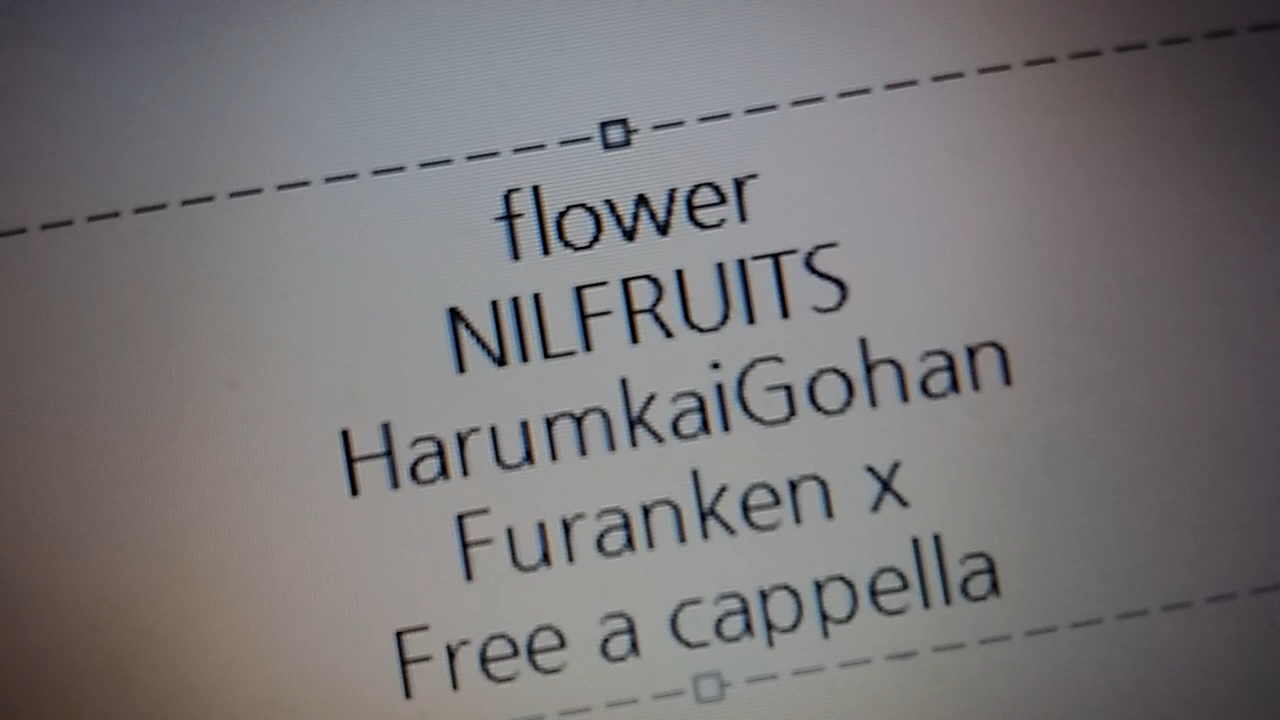 flower
NILFRUITS
HarumkaiGohan
Furanken x
Free a cappella